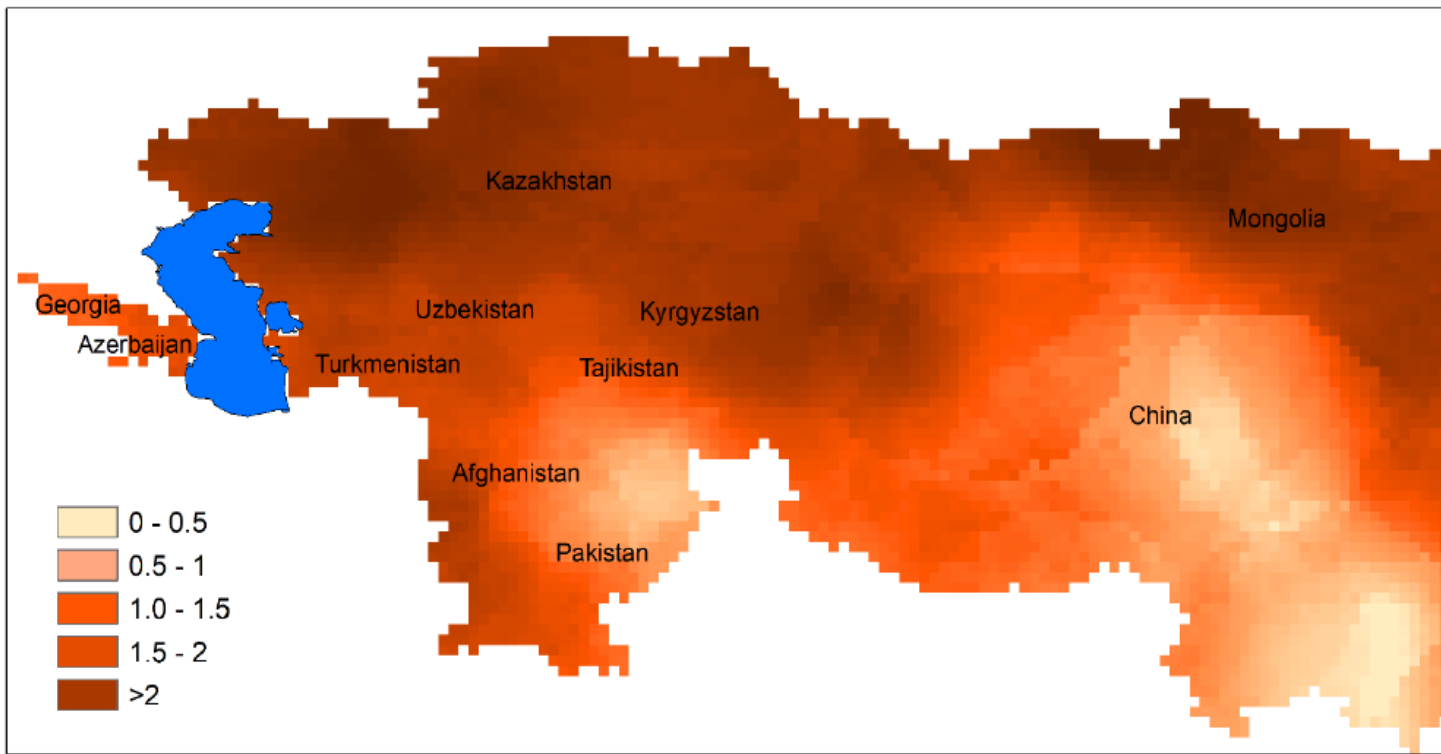 Kazakhstan
Mongolia
Georgia
Uzbekistan
Kyrgyzstan
Azerbaijan
Turkmenistan
Tajikistan
China
Afghanistan
Pakistan
0 - 0.5
0.5 - 1
1.0 - 1.5
1.5 - 2
>2